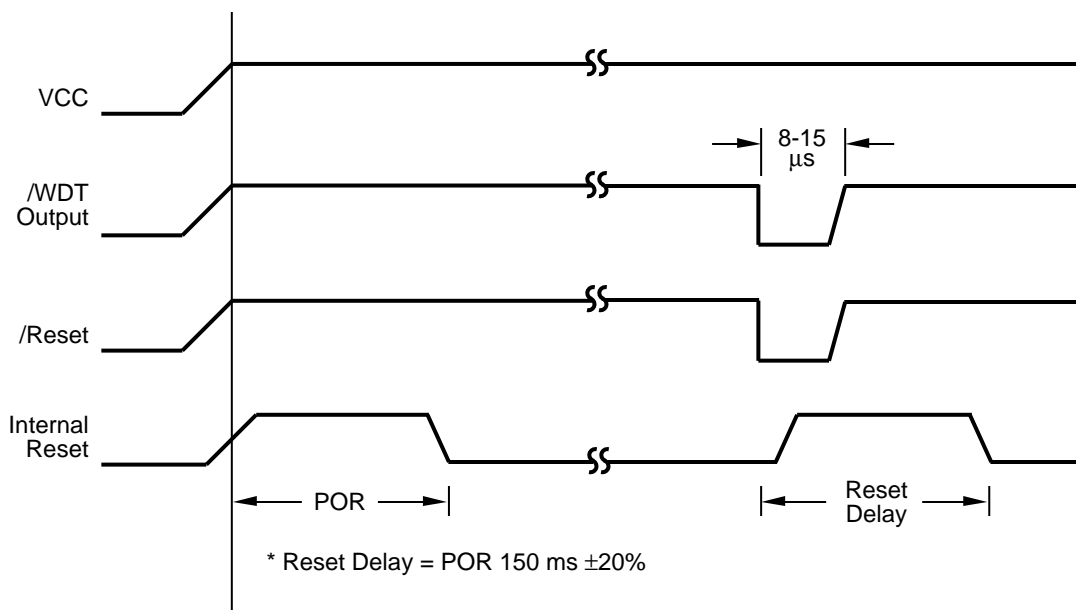 VCC
8-15
µs
/WDT
Output
/Reset
Internal
Reset
POR
Reset
Delay
* Reset Delay = POR 150 ms ±20%